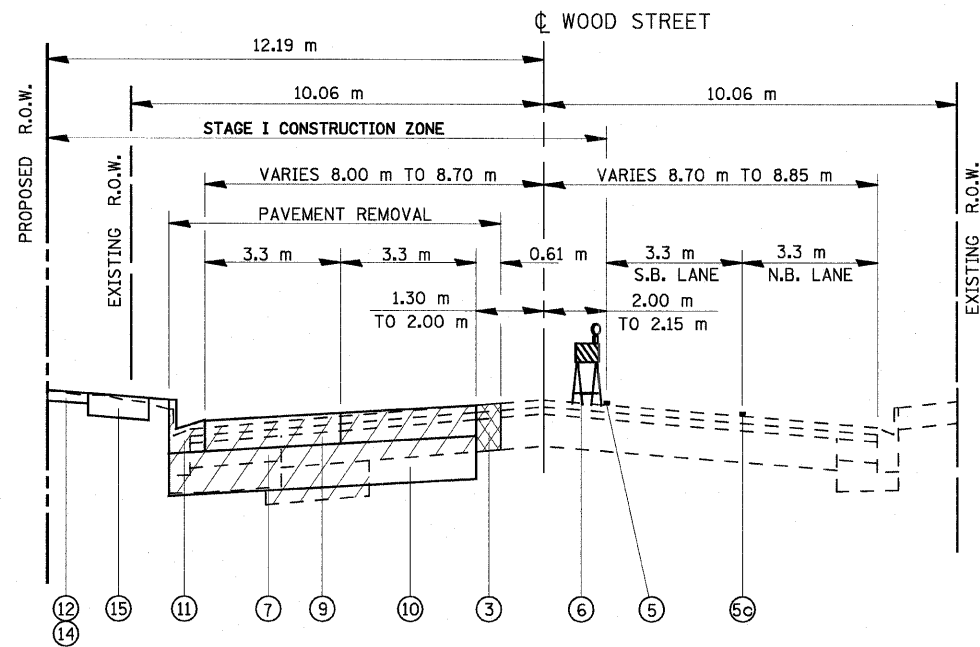 ℄ WOOD STREET
12.19 m
10.06 m
10.06 m
STAGE I CONSTRUCTION ZONE
VARIES 8.00 m TO 8.70 m
VARIES 8.70 m TO 8.85 m
PAVEMENT REMOVAL
3.3 m
3.3 m
0.61 m
3.3 m
S.B. LANE
3.3 m
N.B. LANE
1.30 m
TO 2.00 m
2.00 m
TO 2.15 m
PROPOSED R.O.W.
EXISTING R.O.W.
EXISTING R.O.W.
12
14
15
11
7
9
10
3
6
5
5c